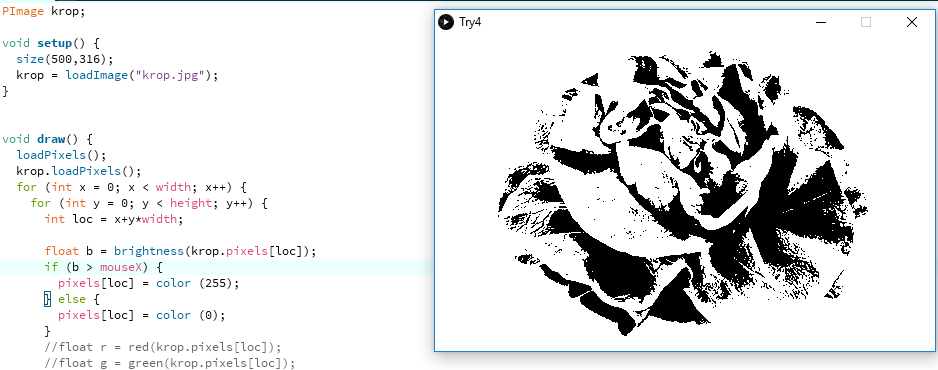 PImage krop;
void setup() {
size(500,316);
krop = loadImage("krop.jpg");
}
void draw() {
loadPixels();
krop.loadPixels();
for (int x = 0; x < width; x++) {
for (int y = 0; y < height; y++) {
int loc = x+y*width;
float b = brightness(krop.pixels[loc]);
if (b > mouseX) {
pixels[loc] = color (255);
} else {
pixels[loc] = color (0);
}
//float r = red(krop.pixels[loc]);
//float g = green(krop.pixels[loc]);
Try4